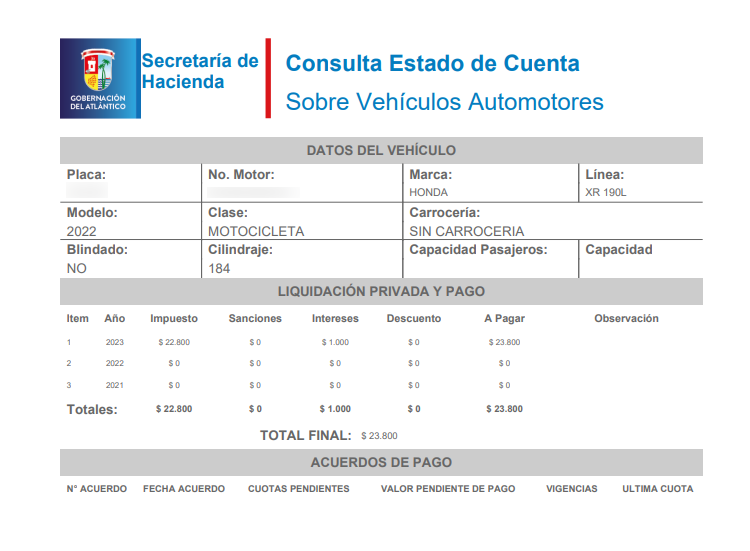 GOBERNACIÓN
DEL ATLÁNTICO
Secretaría de
Hacienda
Consulta Estado de Cuenta
Sobre Vehículos Automotores
DATOS DEL VEHÍCULO
Placa: No. Motor: Marca: Línea:
HONDA XR 190L
Modelo: Clase: Carrocería:
2022 MOTOCICLETA SIN CARROCERIA
Blindado: Cilindraje: Capacidad Pasajeros: Capacidad
NO 184
LIQUIDACIÓN PRIVADA Y PAGO
Item Año Impuesto Sanciones Intereses Descuento A Pagar Observación
1 2023 $ 22.800 $ 0 $ 1.000 $ 0 $ 23.800
2 2022 $ 0 $ 0 $ 0 $ 0 $ 0
3 2021 $ 0 $ 0 $ 0 $ 0 $ 0
Totales: $ 22.800 $ 0 $ 1.000 $ 0 $ 23.800
TOTAL FINAL: $ 23.800
ACUERDOS DE PAGO
N° ACUERDO FECHA ACUERDO CUOTAS PENDIENTES VALOR PENDIENTE DE PAGO VIGENCIAS ULTIMA CUOTA